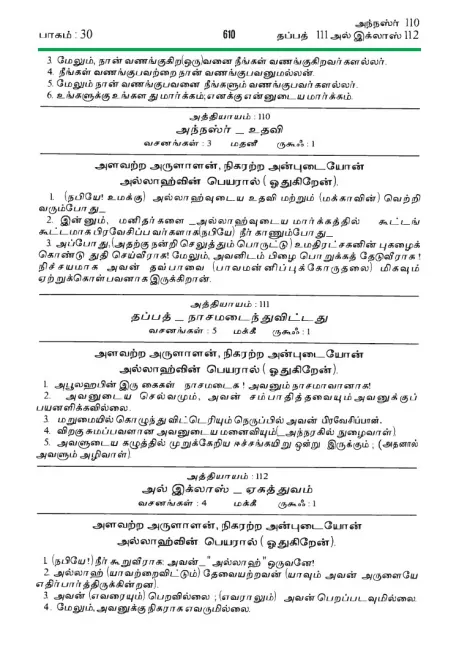 அந்நஸ்ர் 110
பாகம் : 30 610 தப்பத் 111 அல் இக்லாஸ் 112
3. மேலும், நான் வணங்குகிற(ஒரு)வனை நீங்கள் வணங்குகிறவர்களல்லர்.
4. நீங்கள் வணங்குபவற்றை நான் வணங்குபவனுமல்லன்.
5. மேலும் நான் வணங்குபவனை நீங்களும் வணங்குபவர்களல்லர்.
6. உங்களுக்கு உங்களது மார்க்கம்; எனக்கு என்னுடைய மார்க்கம்.
அத்தியாயம் : 110
அந்நஸ்ர் _ உதவி
வசனங்கள் : 3 மதனீ ருகூஃ : 1
அளவற்ற அருளாளன், நிகரற்ற அன்புடையோன்
அல்லாஹ்வின் பெயரால் ( ஓதுகிறேன்).
1. (நபியே! உமக்கு) அல்லாஹ்வுடைய உதவி மற்றும் (மக்காவின்) வெற்றி
வரும்போது_
2. இன்னும், மனிதர்களை _அல்லாஹ்வுடைய மார்க்கத்தில் கூட்டங்
கூட்டமாக பிரவேசிப்பவர்களாக(நபியே) நீர் காணும்போது_
3. அப்போது,(அதற்கு நன்றி செலுத்தும் பொருட்டு) உமதிரட்சகனின் புகழைக்
கொண்டு துதி செய்வீராக! மேலும், அவனிடம் பிழை பொறுக்கத் தேடுவீராக !
நிச்சயமாக அவன் தவ்பாவை (பாவமன்னிப்புக்கோருதலை) மிகவும்
ஏற்றுக்கொள்பவனாக இருக்கிறான்.
அத்தியாயம் : 111
தப்பத் _ நாசமடைந்துவிட்டது
வசனங்கள் : 5 மக்கீ ருகூஃ : 1
அளவற்ற அருளாளன், நிகரற்ற அன்புடையோன்
அல்லாஹ்வின் பெயரால் ( ஓதுகிறேன்).
1. அபூலஹபின் இரு கைகள் நாசமடைக ! அவனும் நாசமாவானாக!
2. அவனுடைய செல்வமும், அவன் சம்பாதித்தவையும் அவனுக்குப்
பயனளிக்கவில்லை.
3. மறுமையில் கொழுந்து விட்டெரியும் நெருப்பில் அவன் பிரவேசிப்பான்.
4. விறகு சுமப்பவளான அவனுடைய மனைவியும்(_அந்நரகில் நுழைவாள்)
5. அவளுடைய கழுத்தில் முறுக்கேறிய ஈச்சங்கயிறு ஒன்று இருக்கும் ; (அதனால்
அவளும் அழிவாள்).
அத்தியாயம் : 112
அல் இக்லாஸ் _ ஏகத்துவம்
வசனங்கள் : 4 மக்கீ ருகூஃ : 1
அளவற்ற அருளாளன், நிகரற்ற அன்புடையோன்
அல்லாஹ்வின் பெயரால் ( ஓதுகிறேன்).
1. (நபியே!) நீர் கூறுவீராக: அவன்_" அல்லாஹ் "ஒருவனே!
2. அல்லாஹ் (யாவற்றைவிட்டும்) தேவையற்றவன் (யாவும் அவன் அருளையே
எதிர்பார்த்திருக்கின்றன).
3. அவன் (எவரையும்) பெறவில்லை ; (எவராலும்) அவன் பெறப்படவுமில்லை.
4 . மேலும், அவனுக்கு நிகராக எவருமில்லை.